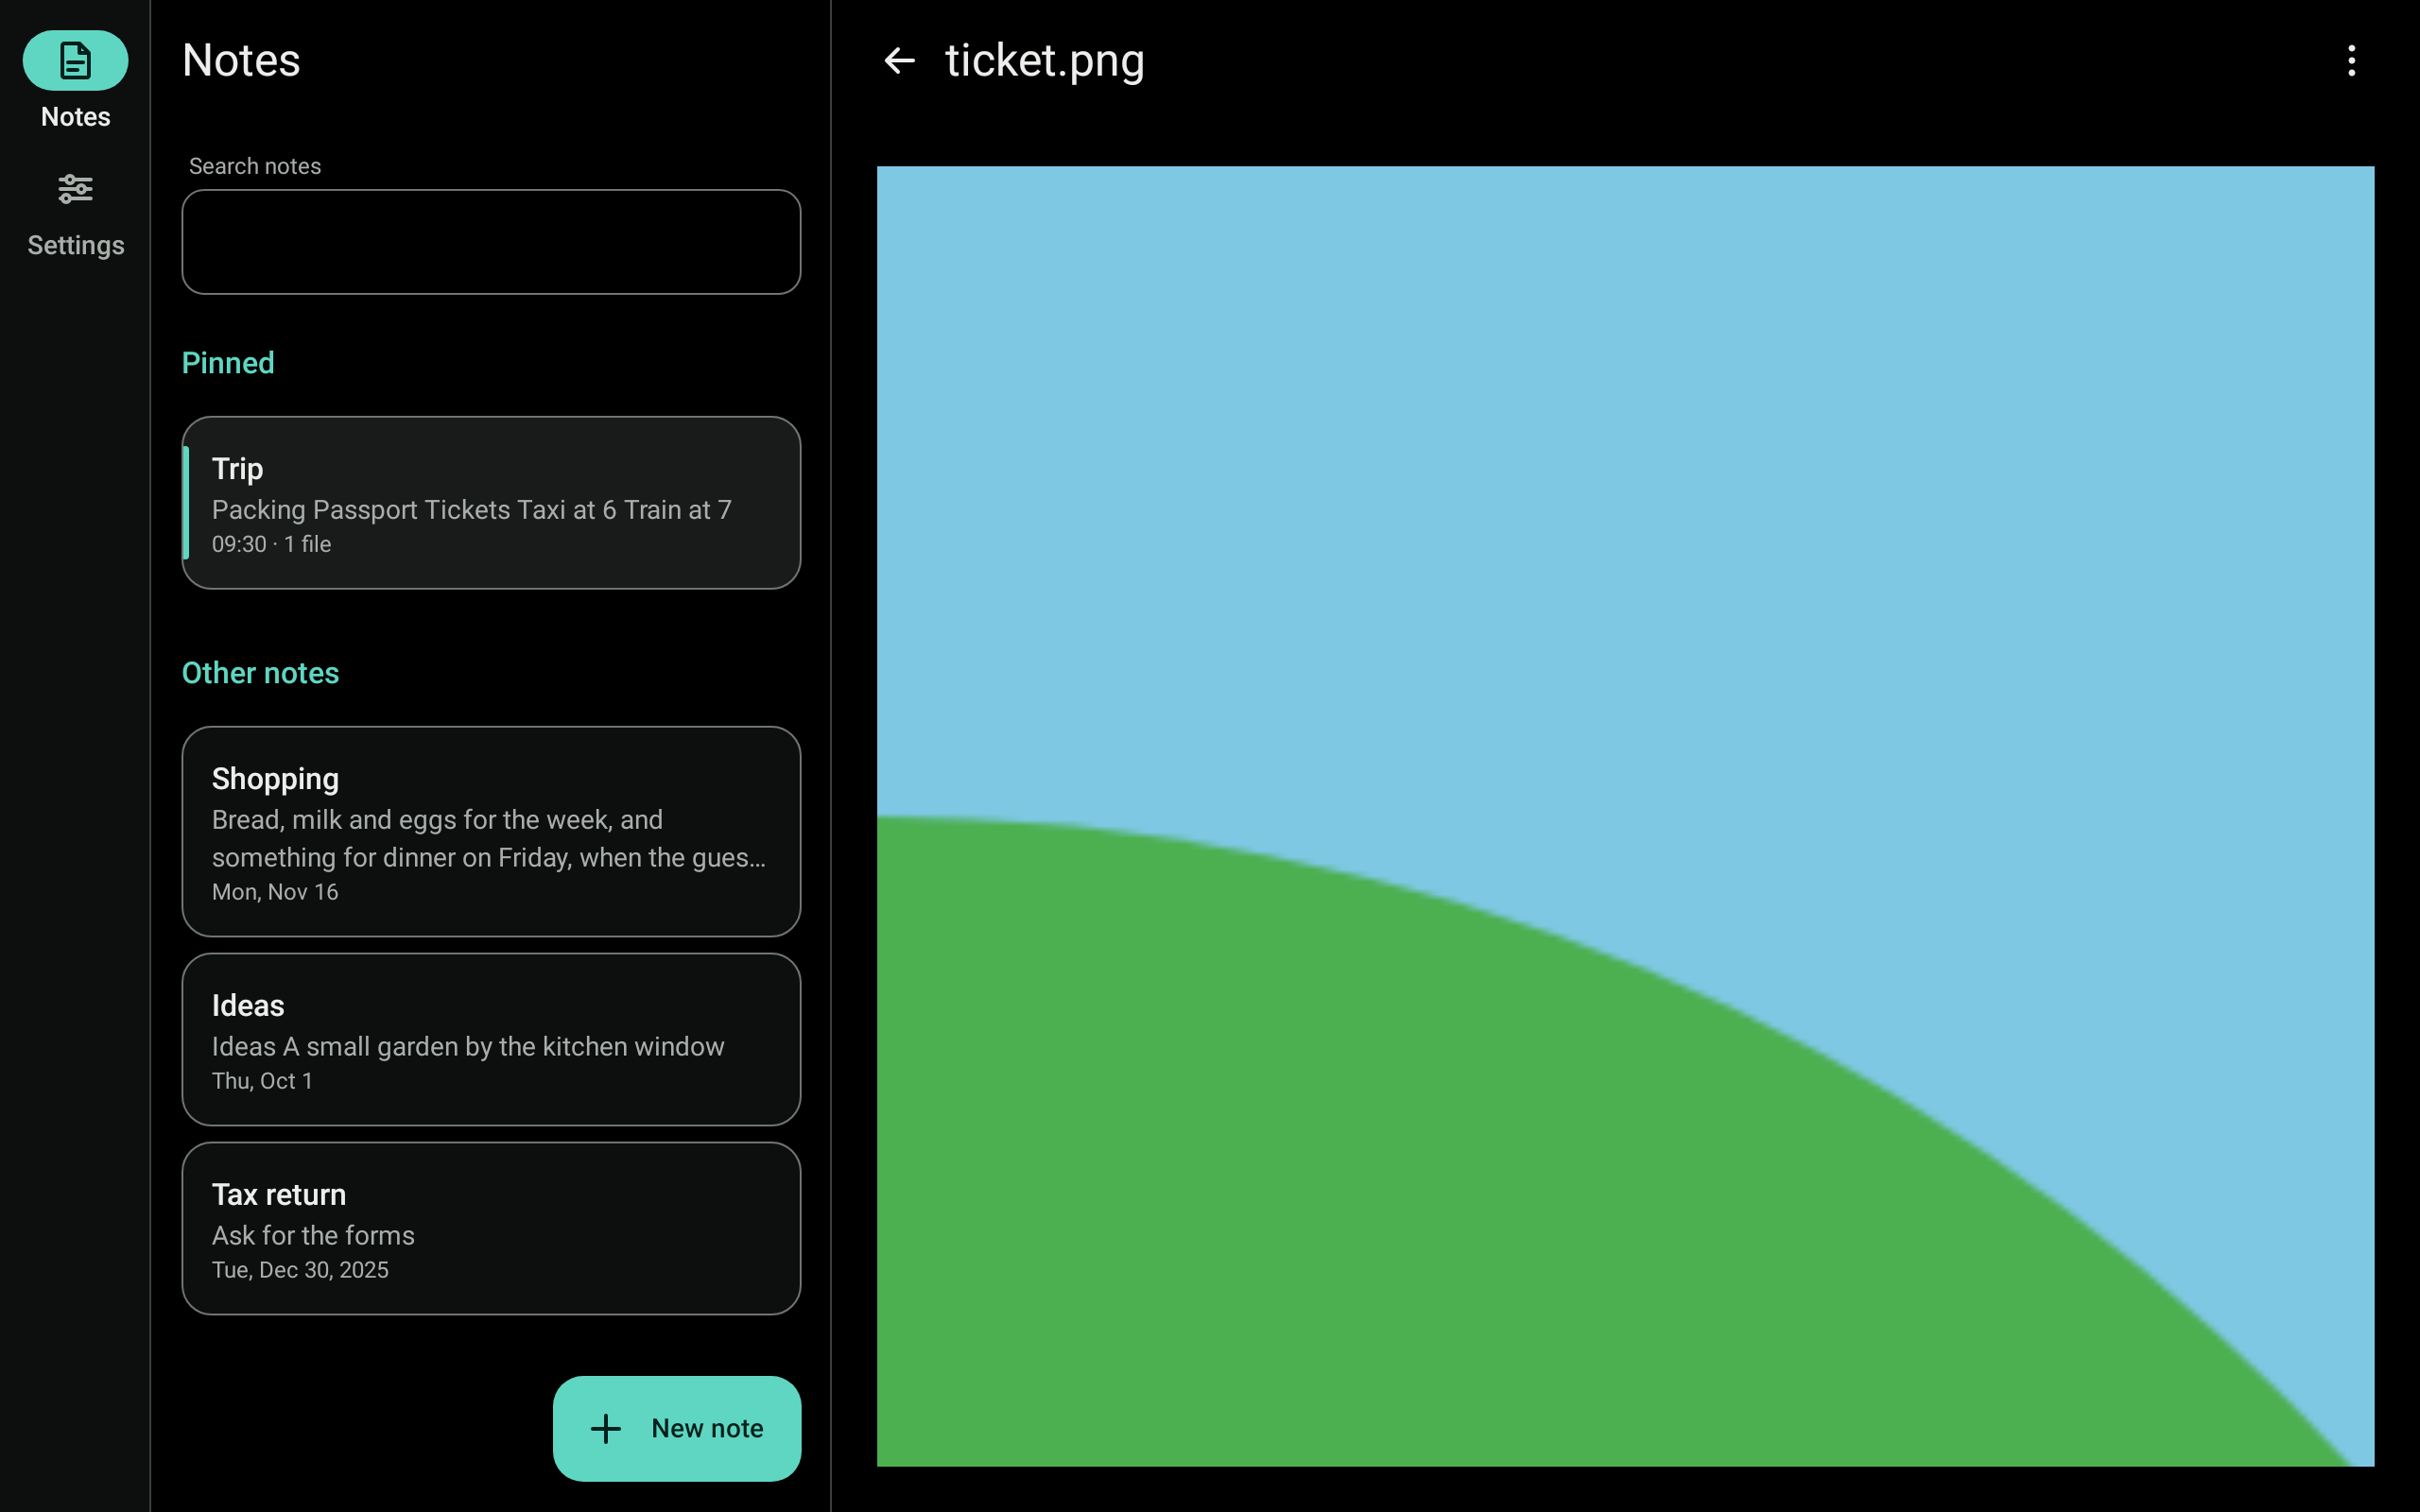 Notes
Settings
Notes
Search notes
Pinned
Trip
Packing Passport Tickets Taxi at 6 Train at 7
09:30 · 1 file
Other notes
Shopping
Bread, milk and eggs for the week, and
something for dinner on Friday, when the gues…
Mon, Nov 16
Ideas
Ideas A small garden by the kitchen window
Thu, Oct 1
Tax return
Ask for the forms
Tue, Dec 30, 2025
New note
ticket.png